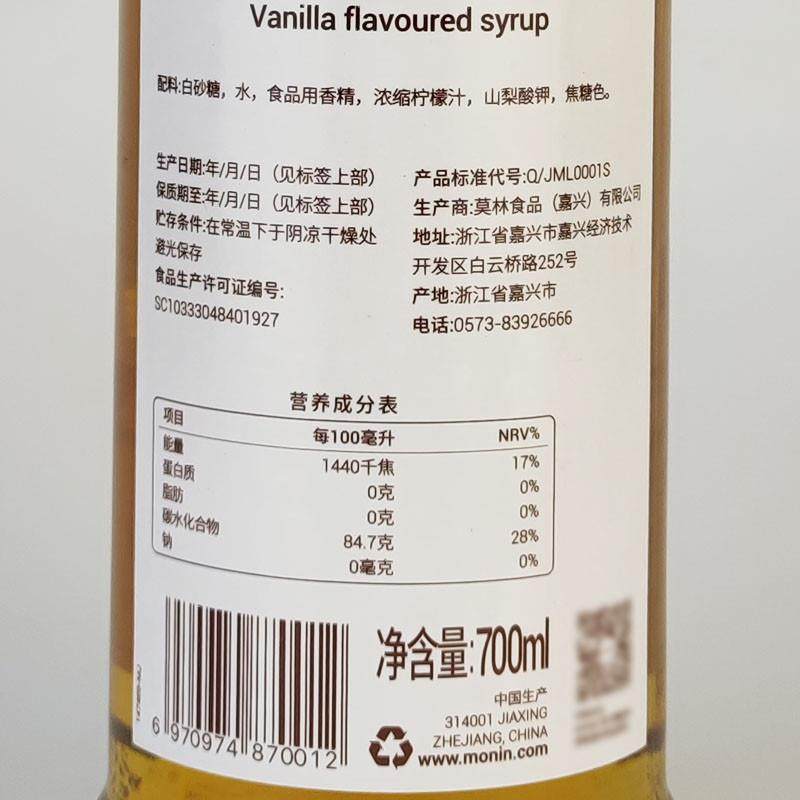 Vanilla flavoured syrup
配料:白砂糖，水，食品用香精，浓缩柠檬汁，山梨酸钾，焦糖色。
生产日期:年/月/日（见标签上部）
保质期至:年/月/日（见标签上部）
贮存条件:在常温下于阴凉干燥处
避光保存
食品生产许可证编号:
SC10333048401927
产品标准代号:Q/JML0001S
生产商:莫林食品（嘉兴）有限公司
地址:浙江省嘉兴市嘉兴经济技术
开发区白云桥路252号
产地:浙江省嘉兴市
电话:0573-83926666
营养成分表
项目 每100毫升 NRV%
能量 1440千焦 17%
蛋白质 0克 0%
脂肪 0克 0%
碳水化合物 84.7克 28%
钠 0毫克 0%
6 970974 870012
净含量:700ml
中国生产
314001 JIAXING
ZHEJIANG, CHINA
www.monin.com